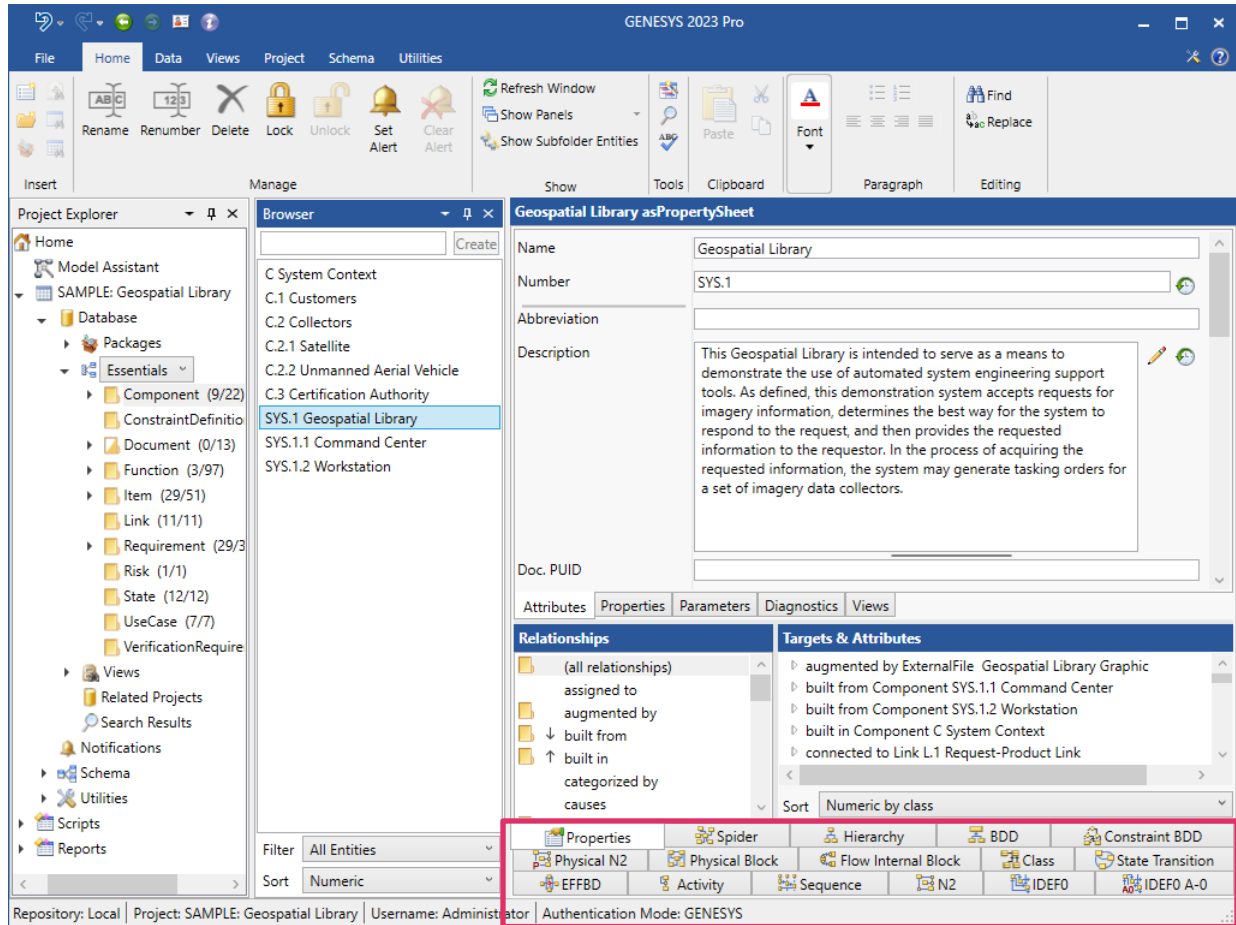 GENESYS 2023 Pro
File Home Data Views Project Schema Utilities
Rename Renumber Delete Lock Unlock Set Alert Clear Alert
Refresh Window
Show Panels
Show Subfolder Entities
Paste
Font
Find
Replace
Insert Manage Show Tools Clipboard Paragraph Editing
Project Explorer
Home
Model Assistant
SAMPLE: Geospatial Library
Database
Packages
Essentials
Component (9/22)
ConstraintDefinitio
Document (0/13)
Function (3/97)
Item (29/51)
Link (11/11)
Requirement (29/3
Risk (1/1)
State (12/12)
UseCase (7/7)
VerificationRequire
Views
Related Projects
Search Results
Notifications
Schema
Utilities
Scripts
Reports
Browser
Create
C System Context
C.1 Customers
C.2 Collectors
C.2.1 Satellite
C.2.2 Unmanned Aerial Vehicle
C.3 Certification Authority
SYS.1 Geospatial Library
SYS.1.1 Command Center
SYS.1.2 Workstation
Filter All Entities
Sort Numeric
Geospatial Library asPropertySheet
Name Geospatial Library
Number SYS.1
Abbreviation
Description
This Geospatial Library is intended to serve as a means to
demonstrate the use of automated system engineering support
tools. As defined, this demonstration system accepts requests for
imagery information, determines the best way for the system to
respond to the request, and then provides the requested
information to the requestor. In the process of acquiring the
requested information, the system may generate tasking orders for
a set of imagery data collectors.
Doc. PUID
Attributes Properties Parameters Diagnostics Views
Relationships
(all relationships)
assigned to
augmented by
built from
built in
categorized by
causes
Targets & Attributes
augmented by ExternalFile Geospatial Library Graphic
built from Component SYS.1.1 Command Center
built from Component SYS.1.2 Workstation
built in Component C System Context
connected to Link L.1 Request-Product Link
Sort Numeric by class
Properties Spider Hierarchy BDD Constraint BDD
Physical N2 Physical Block Flow Internal Block Class State Transition
EFFBD Activity Sequence N2 IDEF0 IDEF0 A-0
Repository: Local Project: SAMPLE: Geospatial Library Username: Administrator Authentication Mode: GENESYS